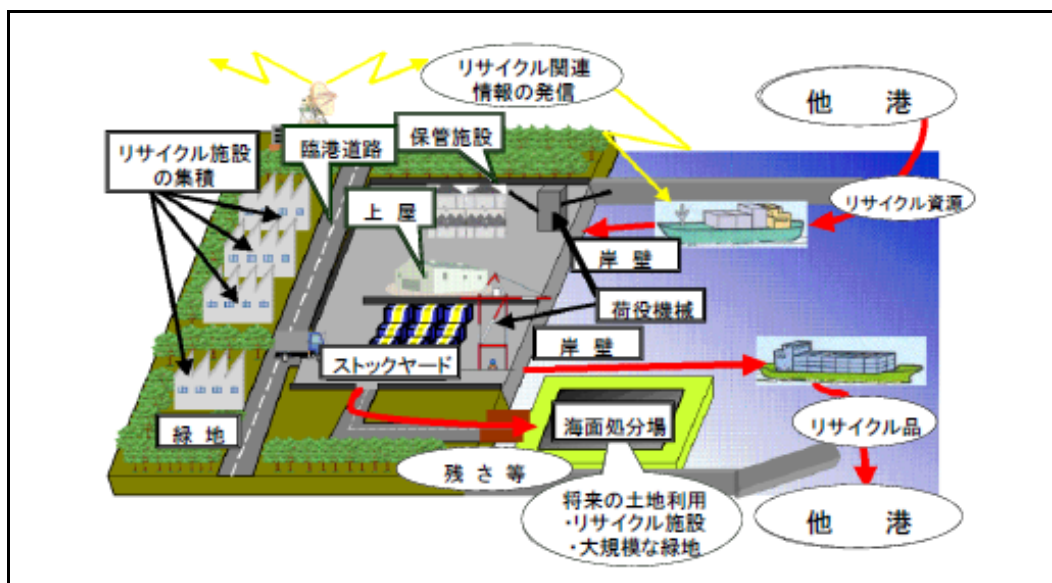 リサイクル関連
情報の発信
他 港
保管施設
臨港道路
リサイクル施設
の集積
上 屋
リサイクル資源
岸 壁
荷役機械
岸 壁
ストックヤード
緑 地
海面処分場
リサイクル品
残 さ 等
将来の土地利用
・リサイクル施設
・大規模な緑地
他 港